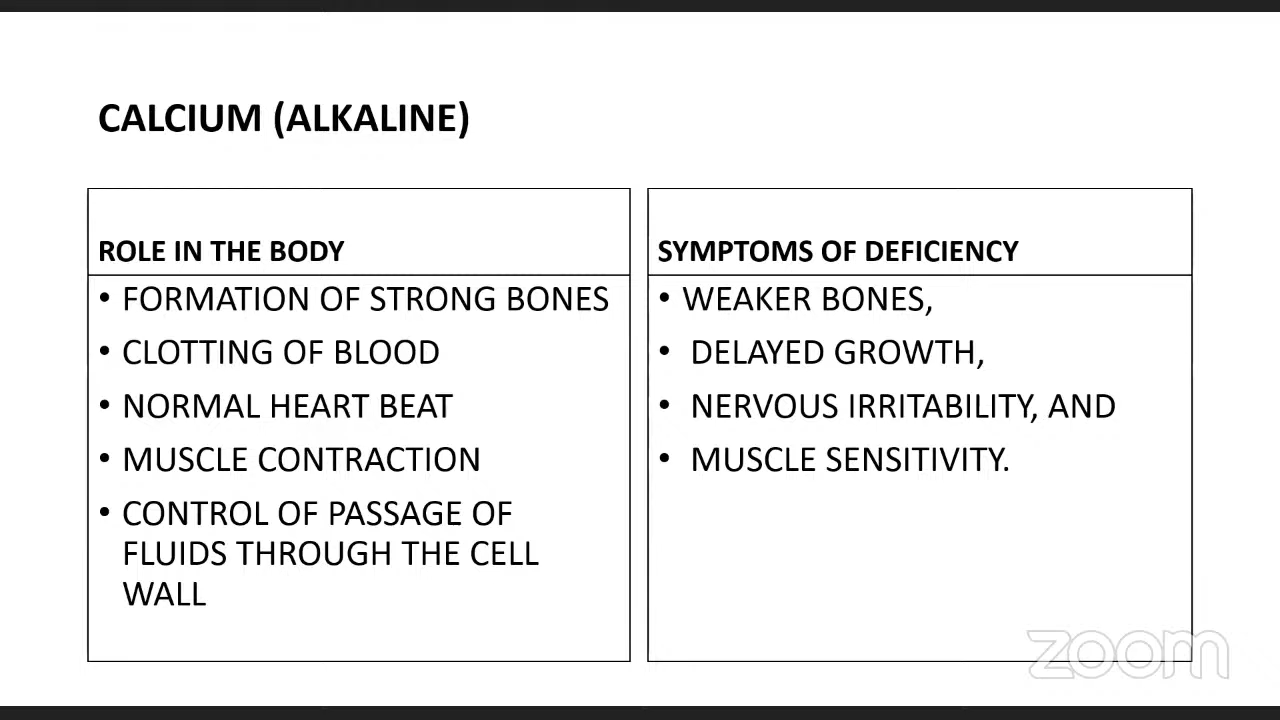 CALCIUM (ALKALINE)
ROLE IN THE BODY
• FORMATION OF STRONG BONES
• CLOTTING OF BLOOD
• NORMAL HEART BEAT
• MUSCLE CONTRACTION
• CONTROL OF PASSAGE OF
FLUIDS THROUGH THE CELL
WALL
SYMPTOMS OF DEFICIENCY
• WEAKER BONES,
• DELAYED GROWTH,
• NERVOUS IRRITABILITY, AND
• MUSCLE SENSITIVITY.
zoom